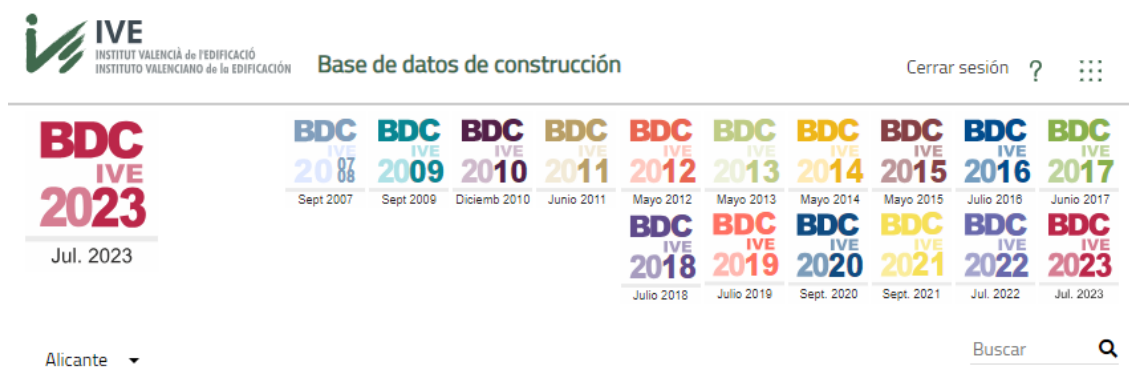 IVE
INSTITUT VALENCIÀ de l'EDIFICACIÓ
INSTITUTO VALENCIANO de la EDIFICACIÓN
Base de datos de construcción
Cerrar sesión ?
BDC
IVE
2023
Jul. 2023
BDC BDC BDC BDC BDC BDC BDC BDC BDC BDC
IVE IVE IVE IVE IVE IVE IVE IVE IVE IVE
20 07 08 2009 2010 2011 2012 2013 2014 2015 2016 2017
Sept 2007 Sept 2009 Diciemb 2010 Junio 2011 Mayo 2012 Mayo 2013 Mayo 2014 Mayo 2015 Julio 2016 Junio 2017
BDC BDC BDC BDC BDC BDC
IVE IVE IVE IVE IVE IVE
2018 2019 2020 2021 2022 2023
Julio 2018 Julio 2019 Sept. 2020 Sept. 2021 Jul. 2022 Jul. 2023
Alicante
Buscar